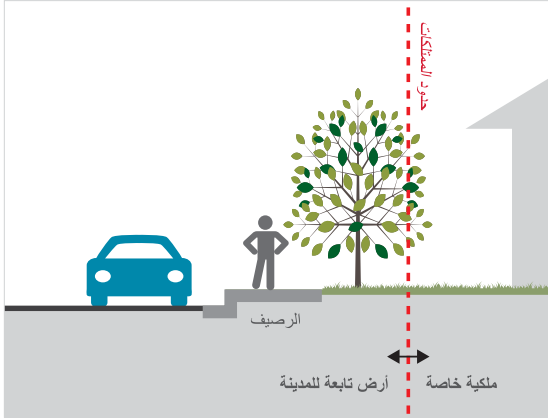 حدود الممتلكات
الرصيف
ملكية خاصة
أرض تابعة للمدينة